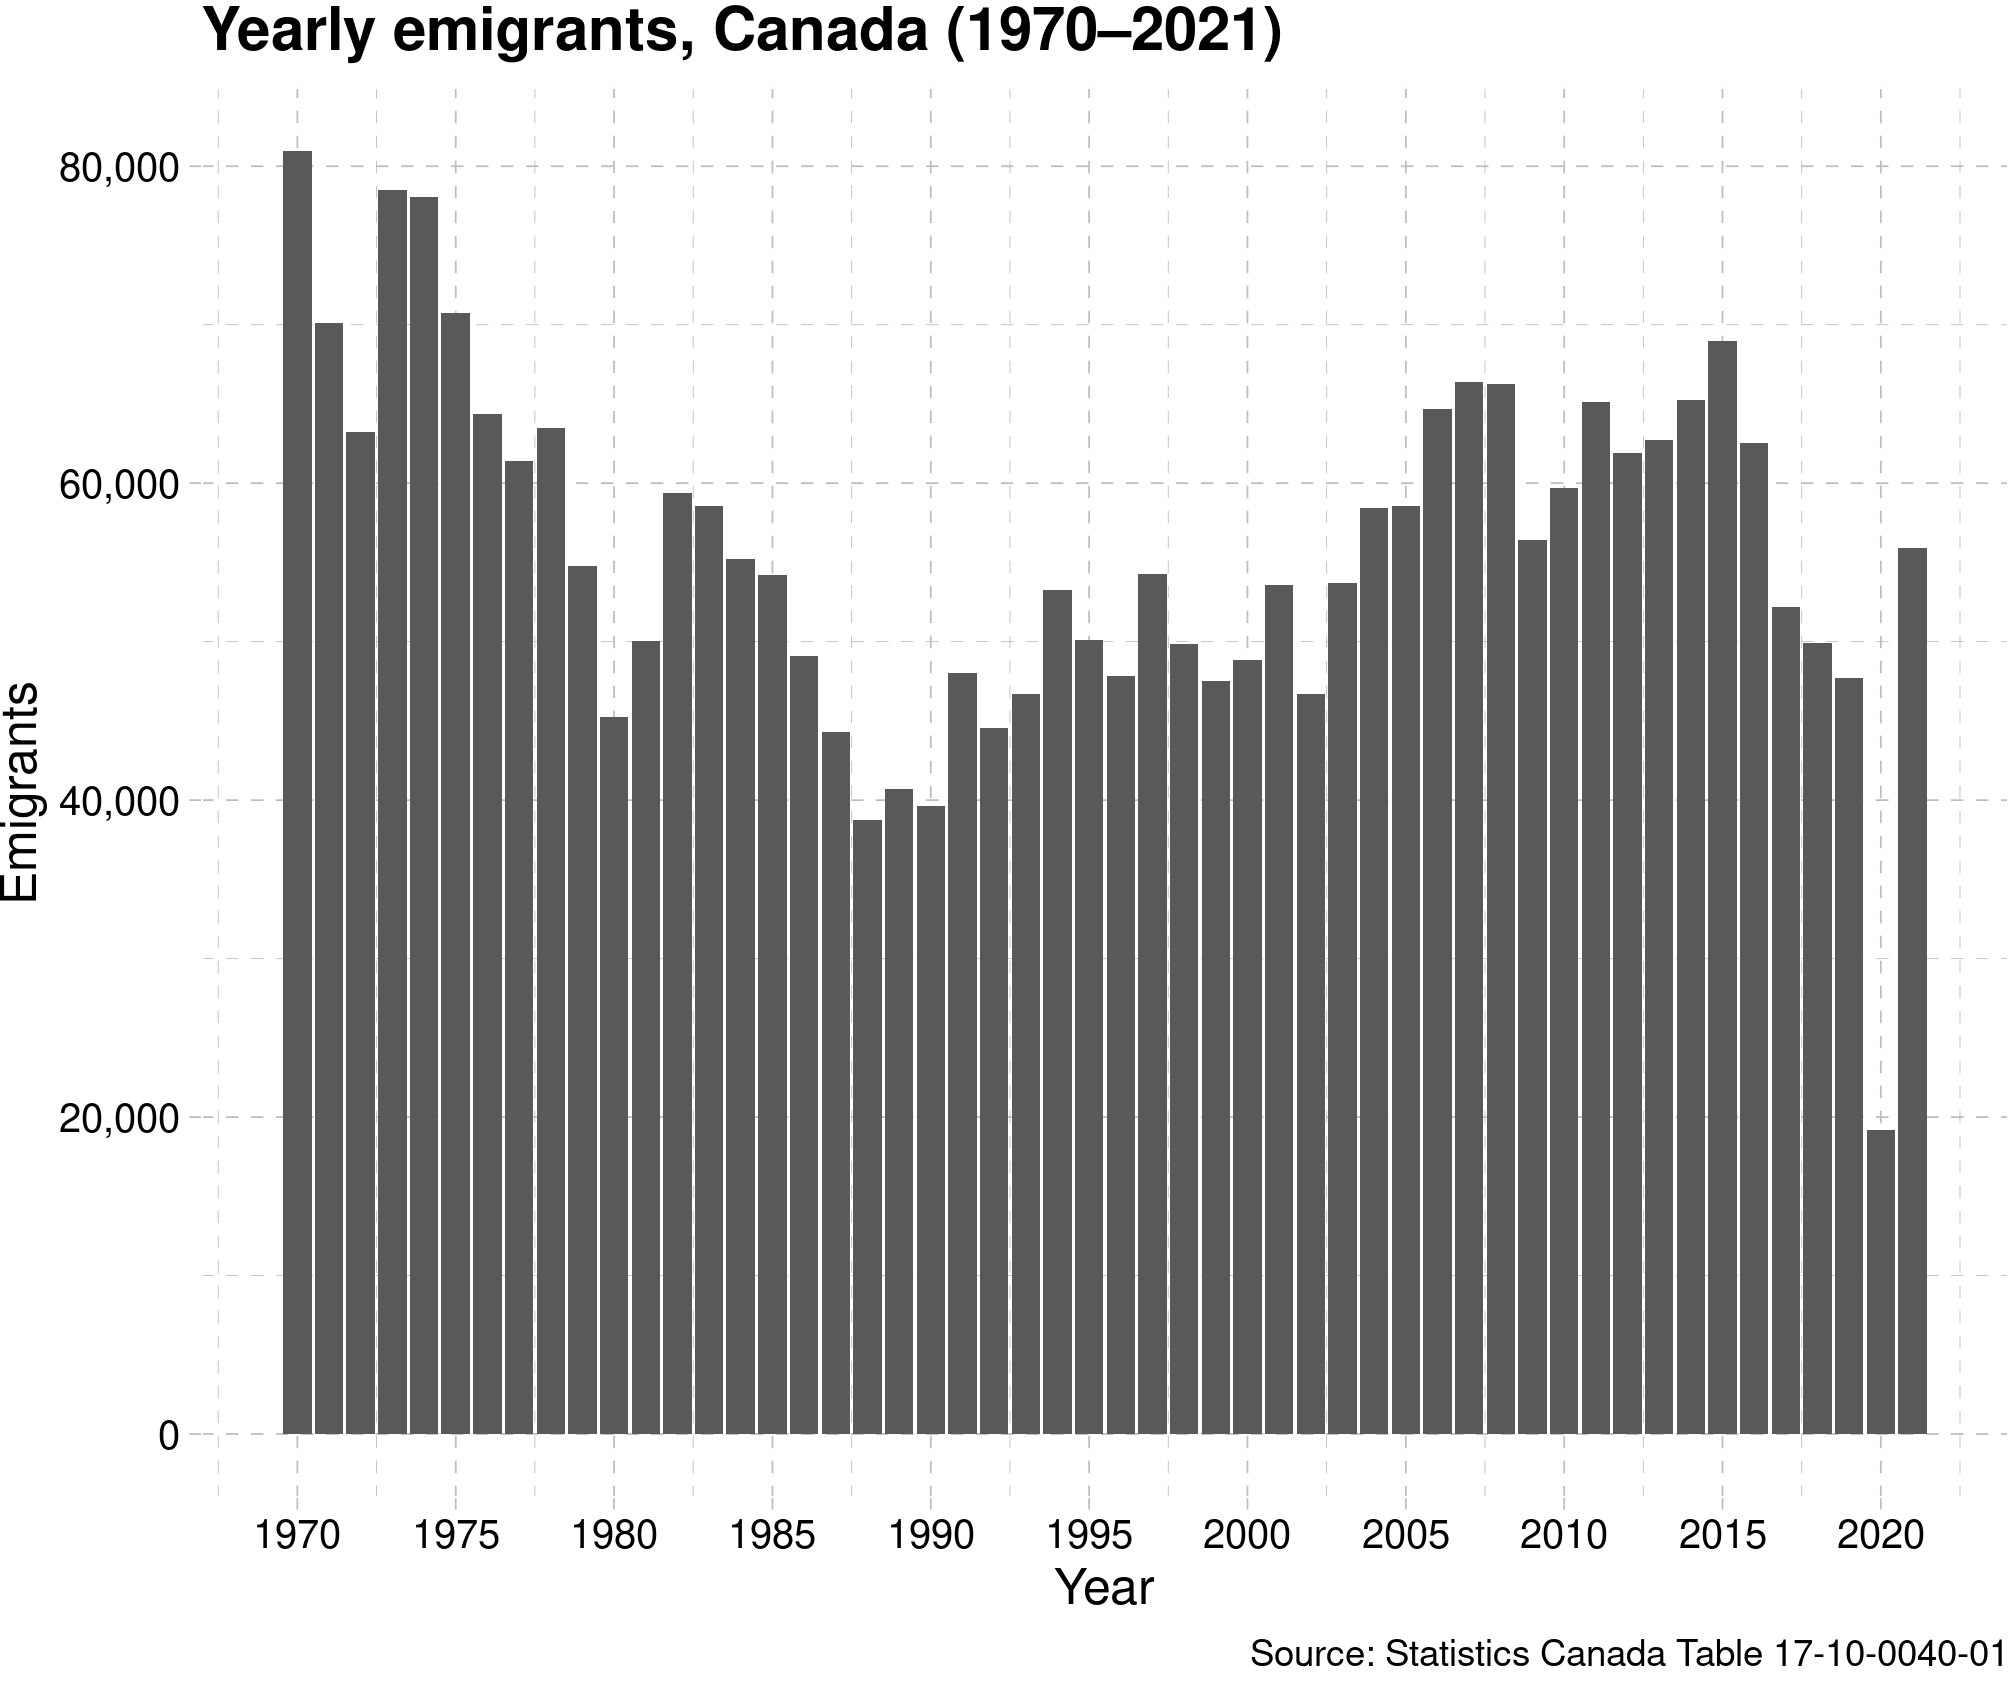 Yearly emigrants, Canada (1970–2021)
80,000
60,000
40,000
20,000
0
Emigrants
1970 1975 1980 1985 1990 1995 2000 2005 2010 2015 2020
Year
Source: Statistics Canada Table 17-10-0040-01